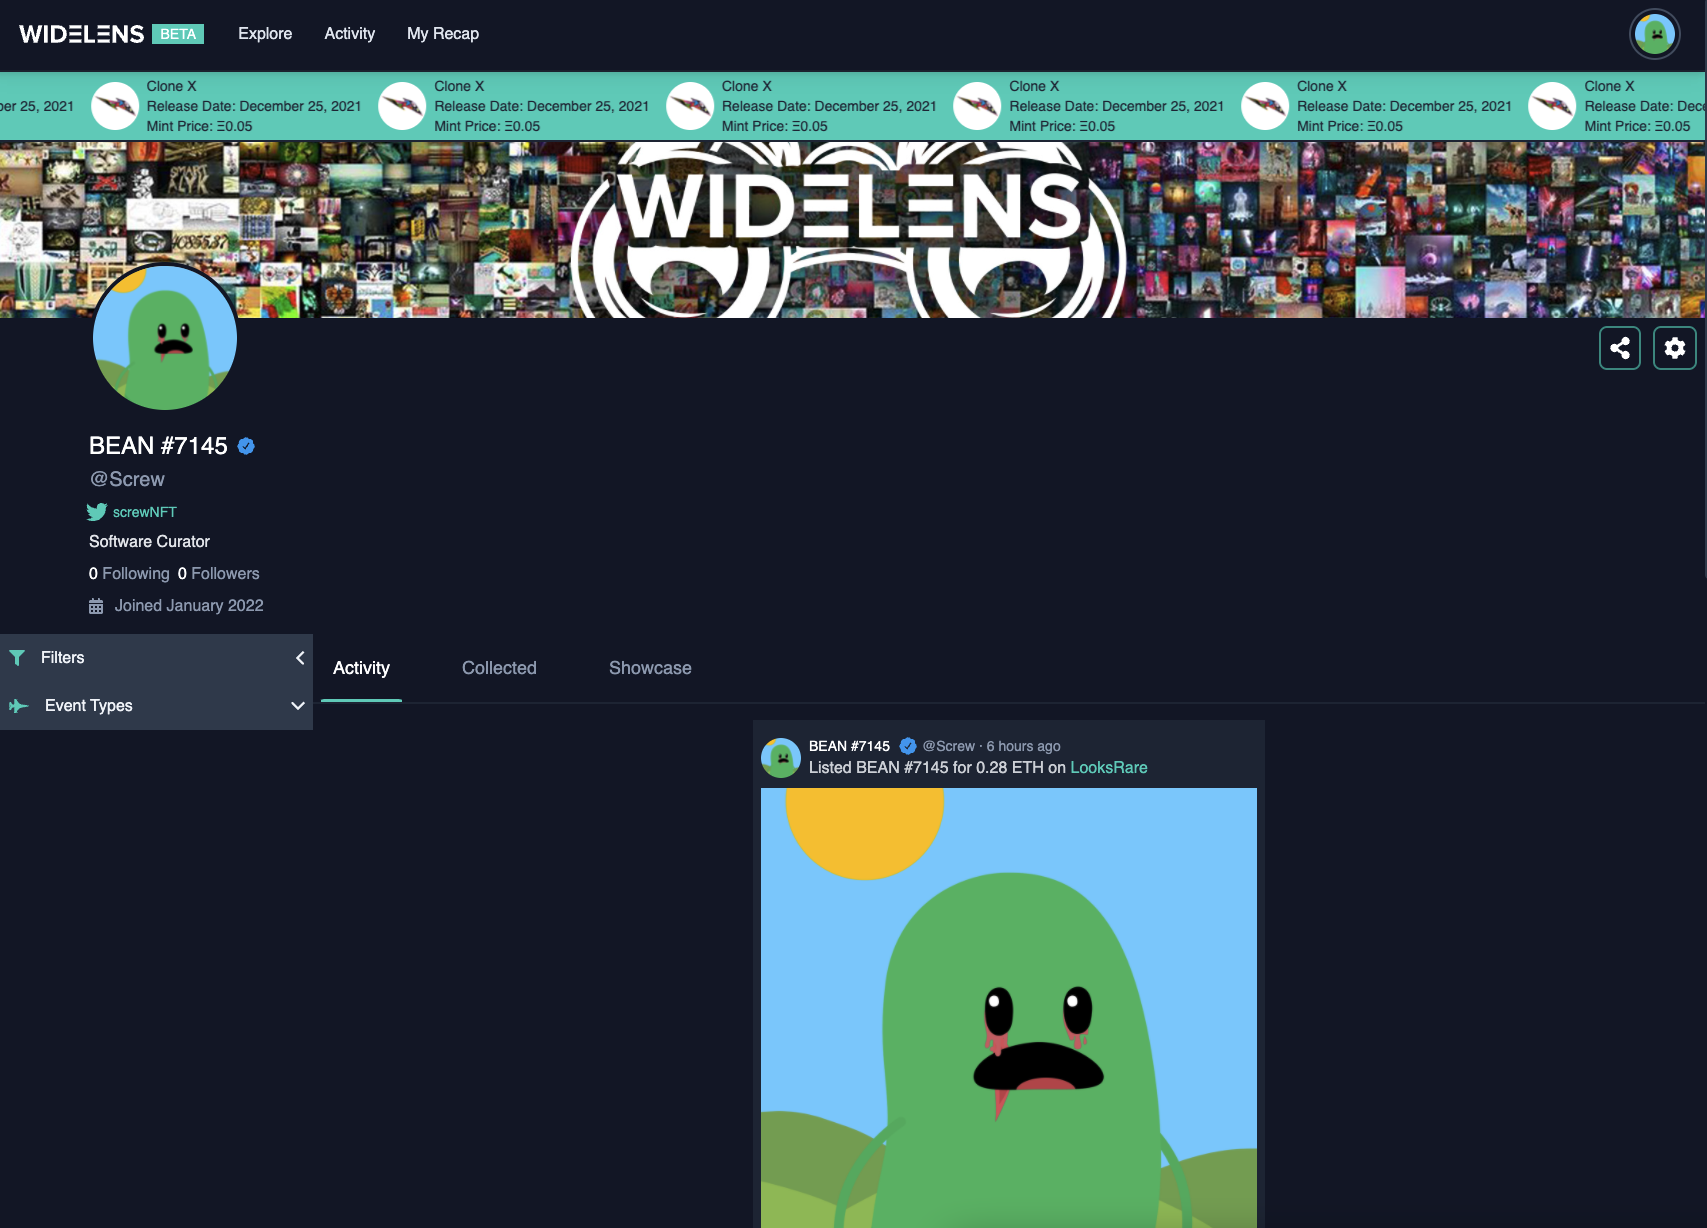 WIDELENS BETA Explore Activity My Recap
ber 25, 2021
Clone X
Release Date: December 25, 2021
Mint Price: Ξ0.05
Clone X
Release Date: December 25, 2021
Mint Price: Ξ0.05
Clone X
Release Date: December 25, 2021
Mint Price: Ξ0.05
Clone X
Release Date: December 25, 2021
Mint Price: Ξ0.05
Clone X
Release Date: December 25, 2021
Mint Price: Ξ0.05
Clone X
Release Date: Dece
Mint Price: Ξ0.05
WIDELENS
BEAN #7145
@Screw
screwNFT
Software Curator
0 Following 0 Followers
Joined January 2022
Filters
Event Types
Activity Collected Showcase
BEAN #7145 @Screw · 6 hours ago
Listed BEAN #7145 for 0.28 ETH on LooksRare